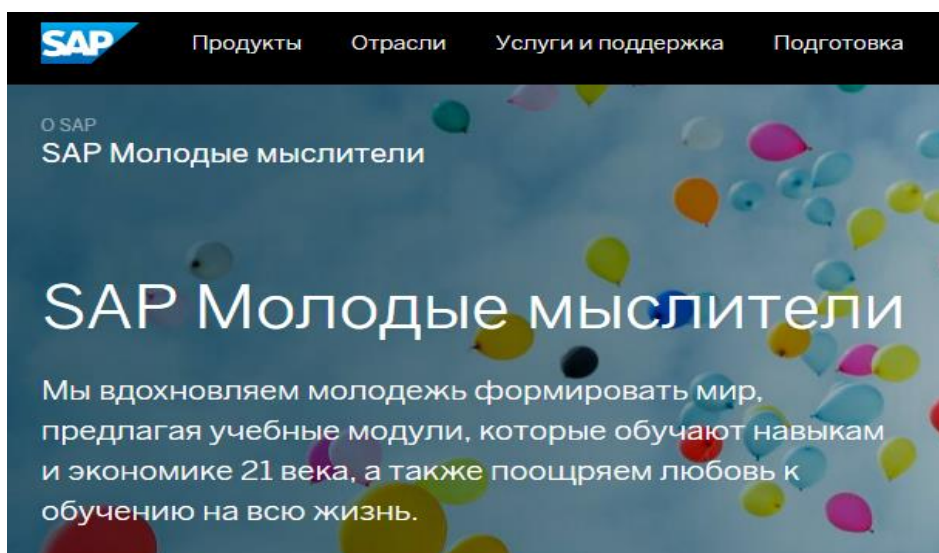 SAP Продукты Отрасли Услуги и поддержка Подготовка
О SAP
SAP Молодые мыслители
SAP Молодые мыслители
Мы вдохновляем молодежь формировать мир,
предлагая учебные модули, которые обучают навыкам
и экономике 21 века, а также поощряем любовь к
обучению на всю жизнь.